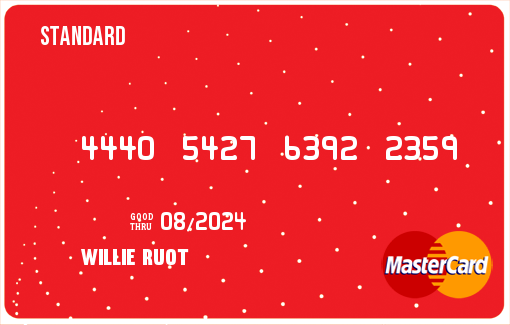 STANDARD
4440 5427 6392 2359
GOOD THRU 08/2024
WILLIE RUOT
MasterCard